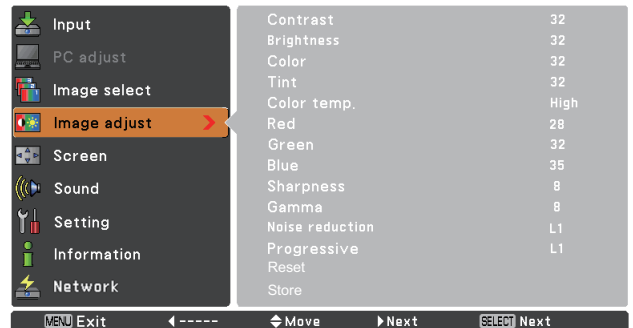 Input
PC adjust
Image select
Image adjust
Screen
Sound
Setting
Information
Network
Contrast 32
Brightness 32
Color 32
Tint 32
Color temp. High
Red 28
Green 32
Blue 35
Sharpness 8
Gamma 8
Noise reduction L1
Progressive L1
Reset
Store
MENU Exit ----- Move Next SELECT Next